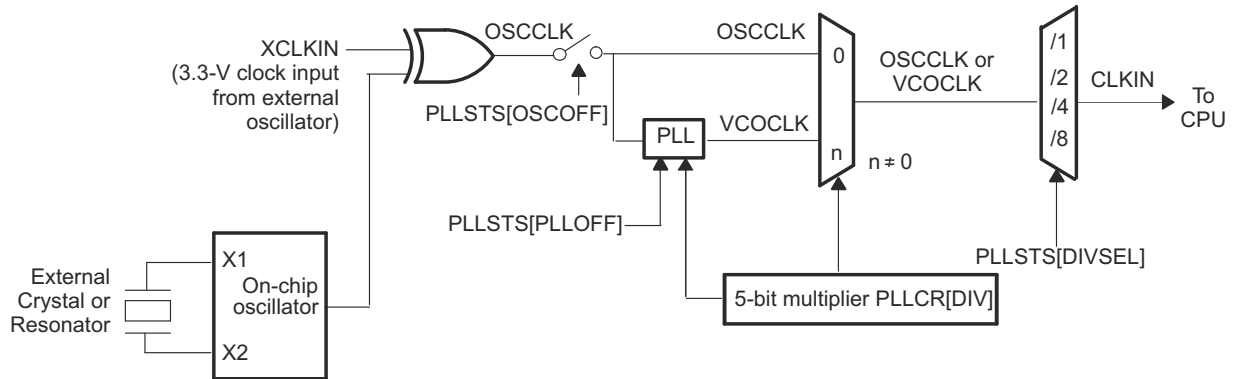 XCLKIN
(3.3-V clock input
from external
oscillator)
OSCCLK
PLLSTS[OSCOFF]
OSCCLK
PLL
VCOCLK
0
n
n ≠ 0
OSCCLK or
VCOCLK
/1
/2
/4
/8
CLKIN
To
CPU
PLLSTS[PLLOFF]
PLLSTS[DIVSEL]
5-bit multiplier PLLCR[DIV]
External
Crystal or
Resonator
X1
On-chip
oscillator
X2